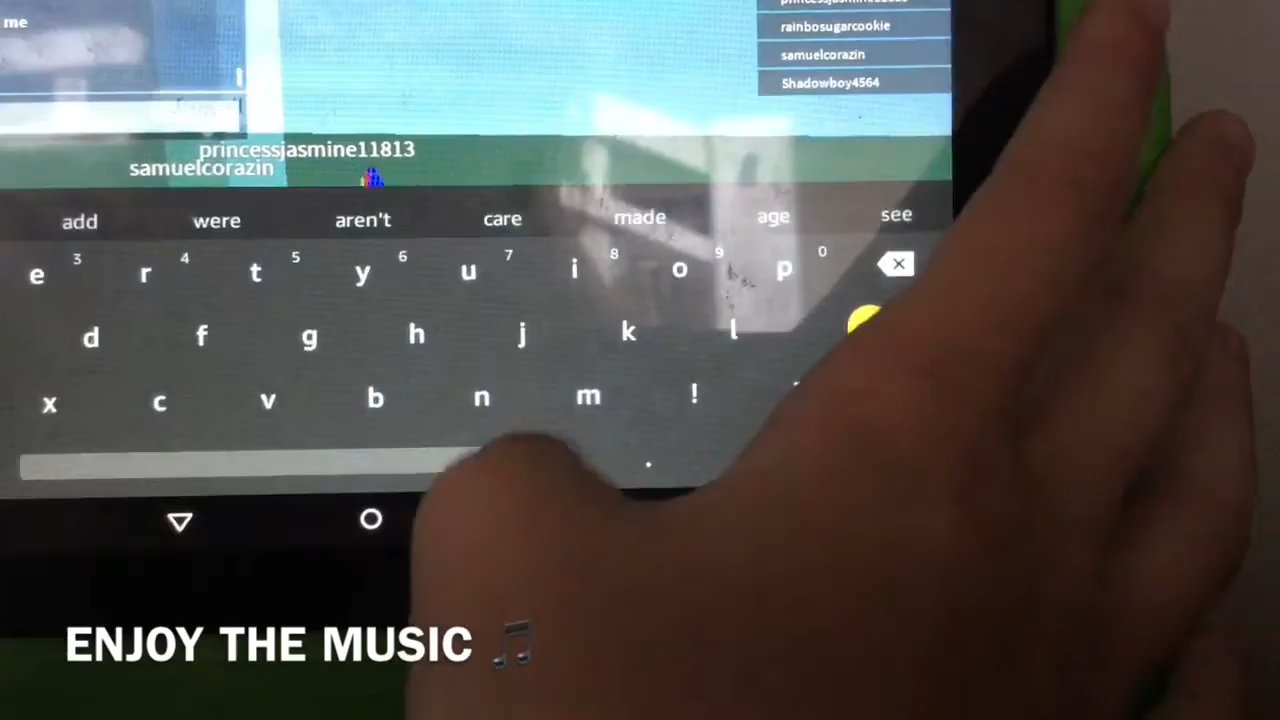 me
rainbosugarcookie
samuelcorazin
Shadowboy4564
princessjasmine11813
samuelcorazin
add were aren't care made age see
3 4 5 6 7 8 9 0
e r t y u i o p
d f g h j k l
x c v b n m !
.
ENJOY THE MUSIC